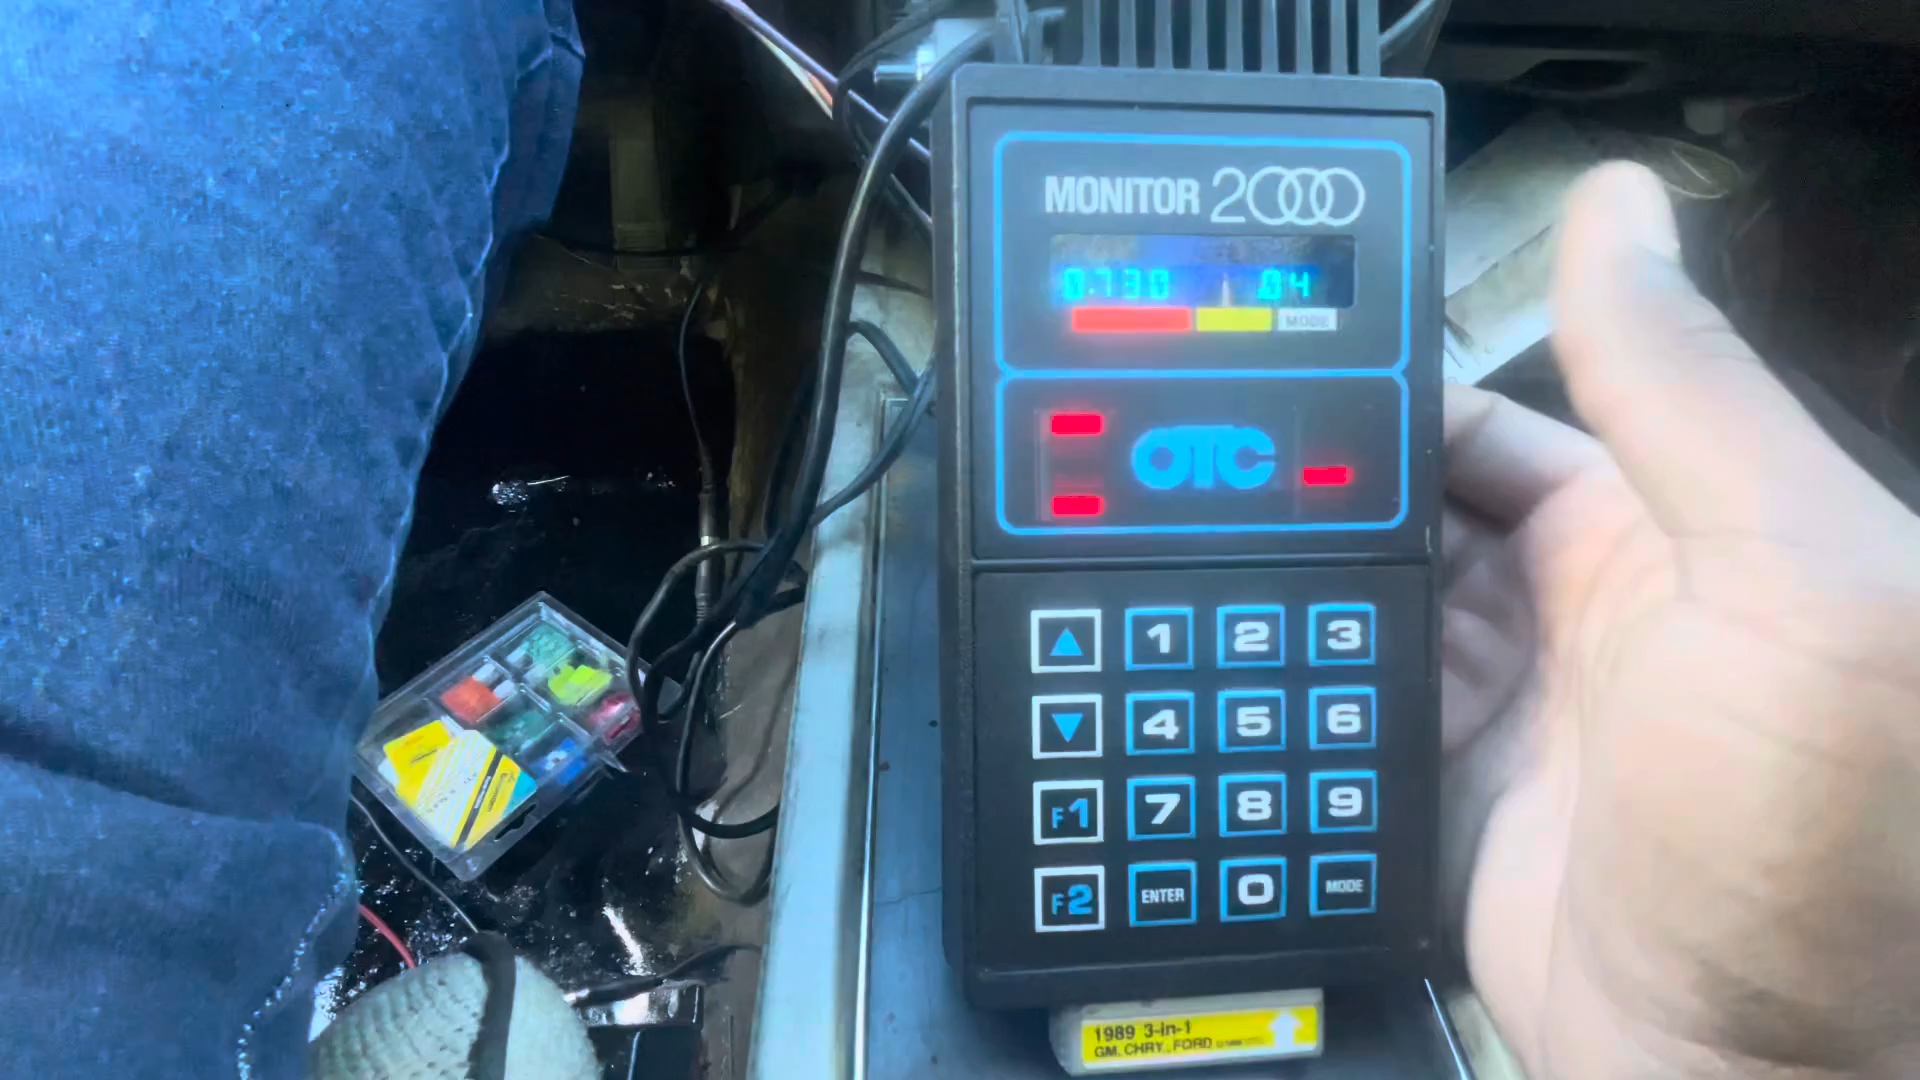 MONITOR 2000
0.730 .04
MODE
OTC
1 2 3
4 5 6
F1 7 8 9
F2 ENTER 0 MODE
1989 3-in-1
GM, CHRY., FORD